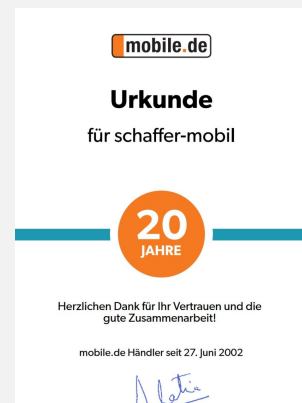 mobile.de
Urkunde
für schaffer-mobil
20
JAHRE
Herzlichen Dank für Ihr Vertrauen und die
gute Zusammenarbeit!
mobile.de Händler seit 27. Juni 2002